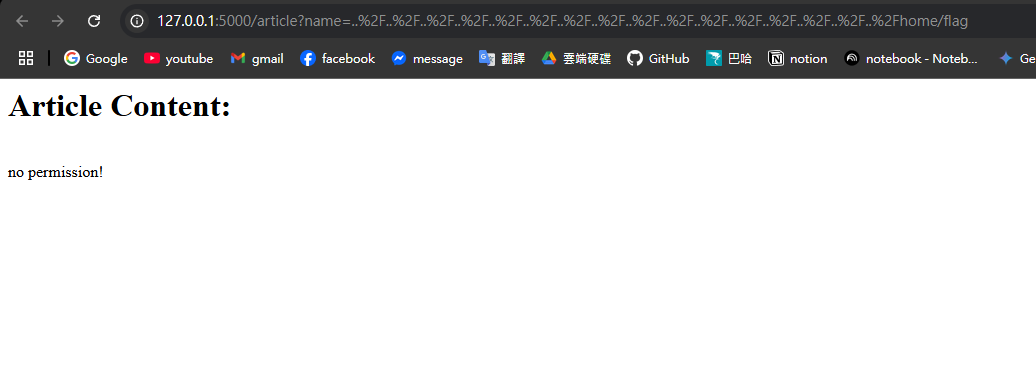 127.0.0.1:5000/article?name=..%2F..%2F..%2F..%2F..%2F..%2F..%2F..%2F..%2F..%2F..%2F..%2F..%2F..%2F..%2F..%2Fhome/flag
Google youtube gmail facebook message 翻譯 雲端硬碟 GitHub 巴哈 notion notebook - Noteb... Ge
Article Content:
no permission!